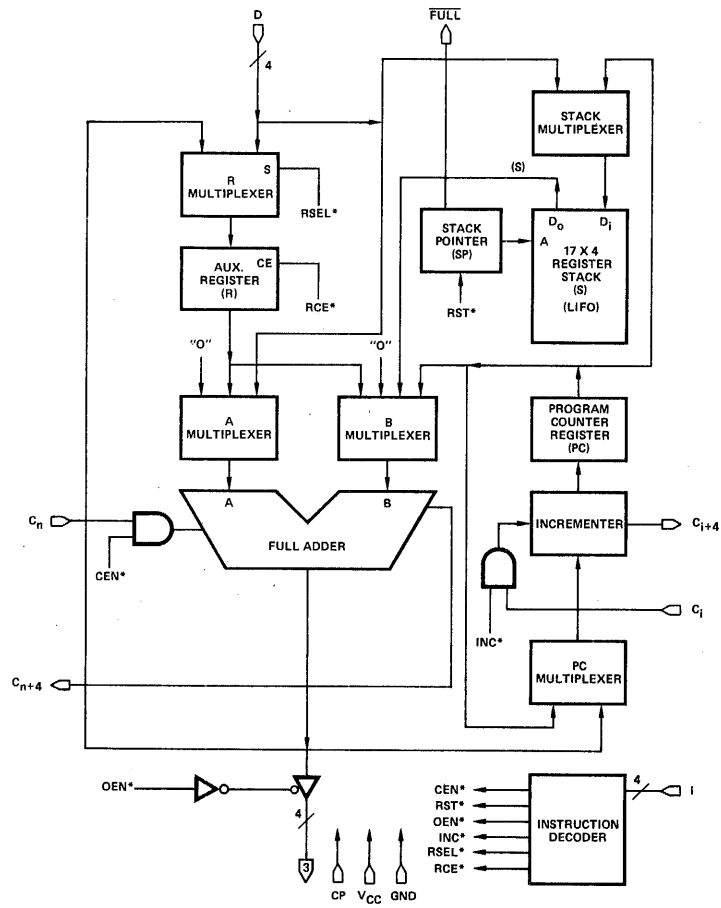 D
FULL
4
STACK
MULTIPLEXER
S
R
MULTIPLEXER
RSEL*
(S)
Do
Di
A
17 X 4
REGISTER
STACK
(S)
(LIFO)
STACK
POINTER
(SP)
RST*
CE
AUX.
REGISTER
(R)
RCE*
"O"
"O"
A
MULTIPLEXER
B
MULTIPLEXER
PROGRAM
COUNTER
REGISTER
(PC)
A
B
FULL ADDER
Cn
CEN*
INCREMENTER
Ci+4
Ci
INC*
PC
MULTIPLEXER
Cn+4
OEN*
4
3
CP
VCC
GND
CEN*
RST*
OEN*
INC*
RSEL*
RCE*
INSTRUCTION
DECODER
4
I